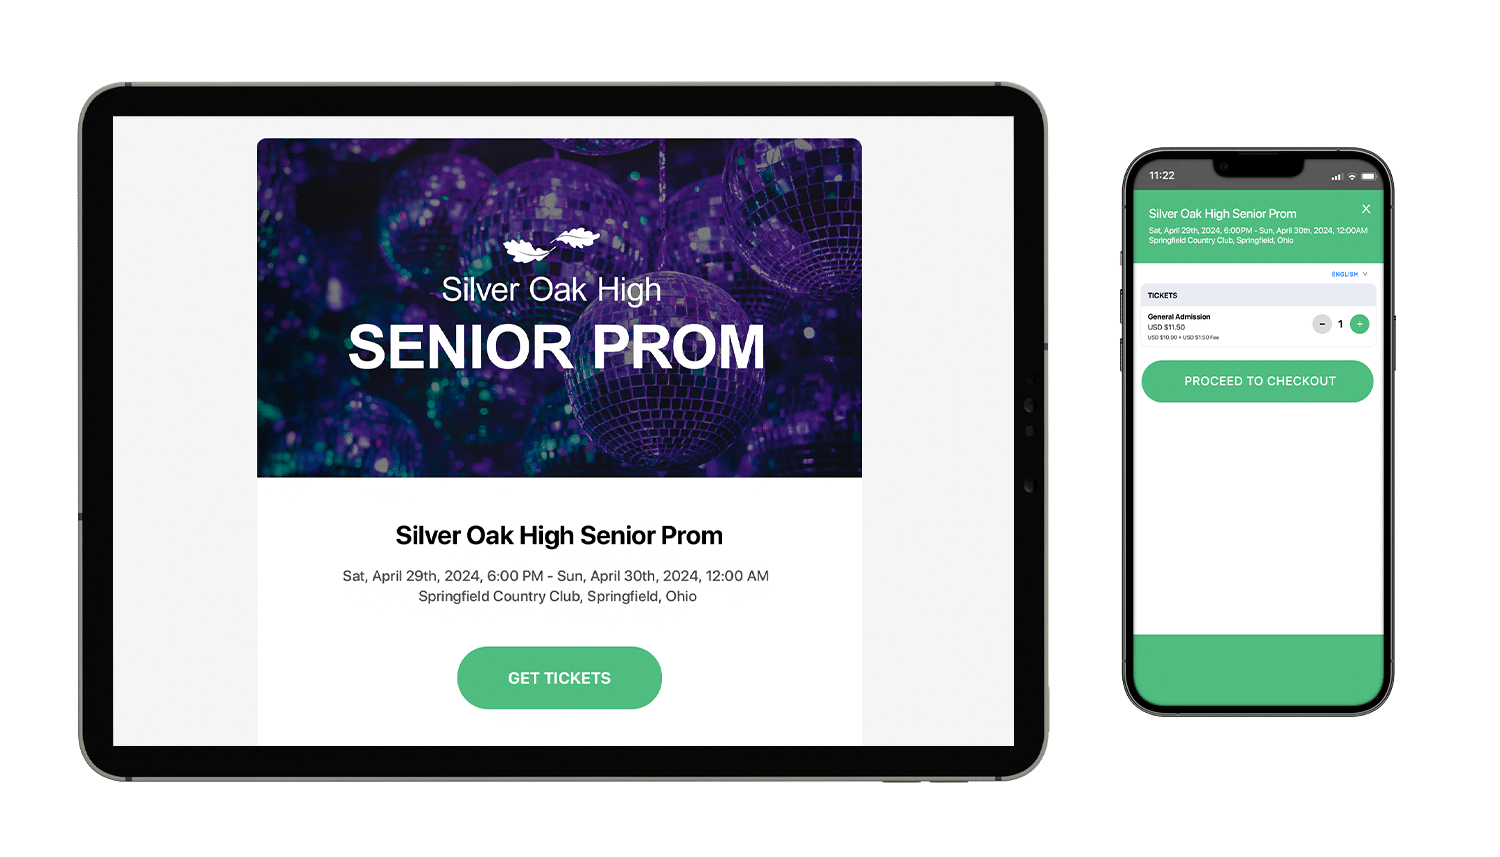 Silver Oak High
SENIOR PROM
Silver Oak High Senior Prom
Sat, April 29th, 2024, 6:00 PM - Sun, April 30th, 2024, 12:00 AM
Springfield Country Club, Springfield, Ohio
GET TICKETS
11:22
Silver Oak High Senior Prom
X
Sat, April 29th, 2024, 6:00PM - Sun, April 30th, 2024, 12:00AM
Springfield Country Club, Springfield, Ohio
ENGLISH
TICKETS
General Admission
USD $11.50
USD $10.00 + USD $1.50 Fee
- 1 +
PROCEED TO CHECKOUT